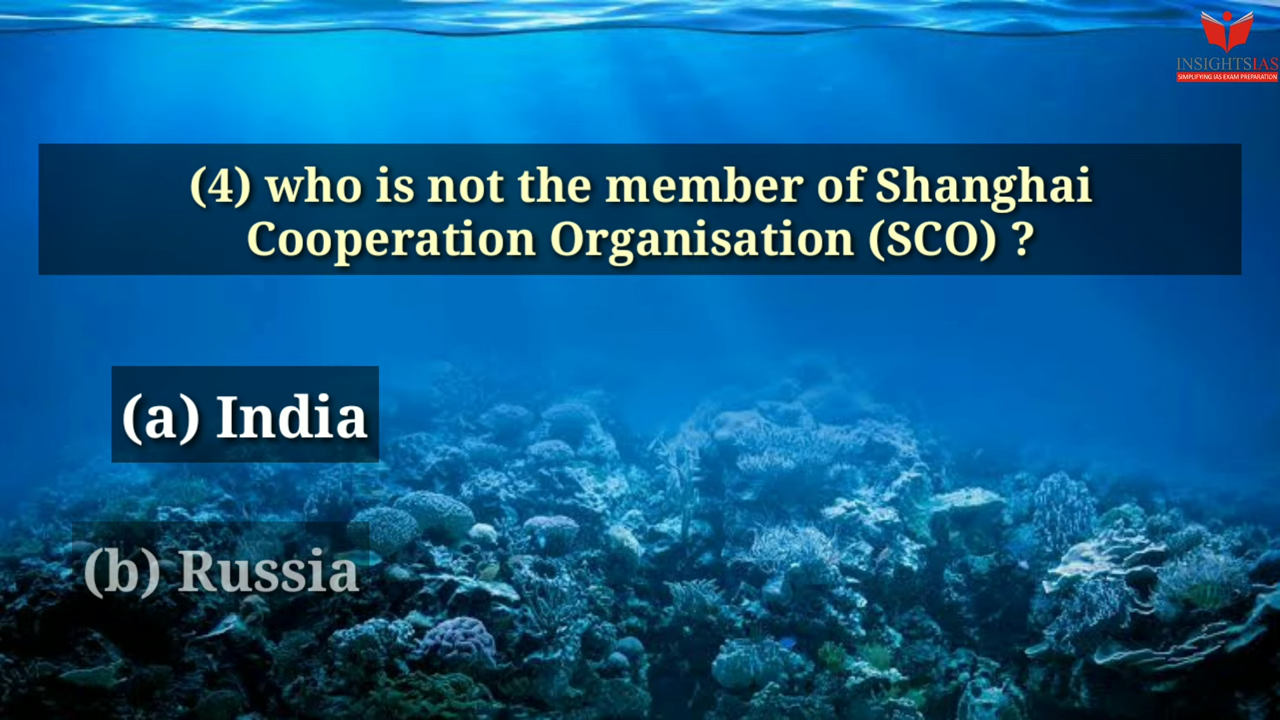 INSIGHTSIAS
SIMPLIFYING IAS EXAM PREPARATION
(4) who is not the member of Shanghai
Cooperation Organisation (SCO) ?
(a) India
(b) Russia